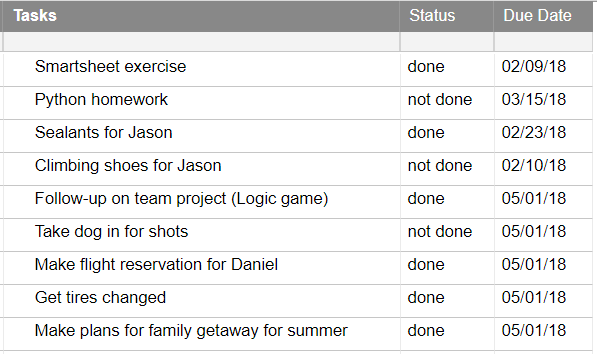 Tasks Status Due Date
Smartsheet exercise done 02/09/18
Python homework not done 03/15/18
Sealants for Jason done 02/23/18
Climbing shoes for Jason not done 02/10/18
Follow-up on team project (Logic game) done 05/01/18
Take dog in for shots not done 05/01/18
Make flight reservation for Daniel done 05/01/18
Get tires changed done 05/01/18
Make plans for family getaway for summer done 05/01/18